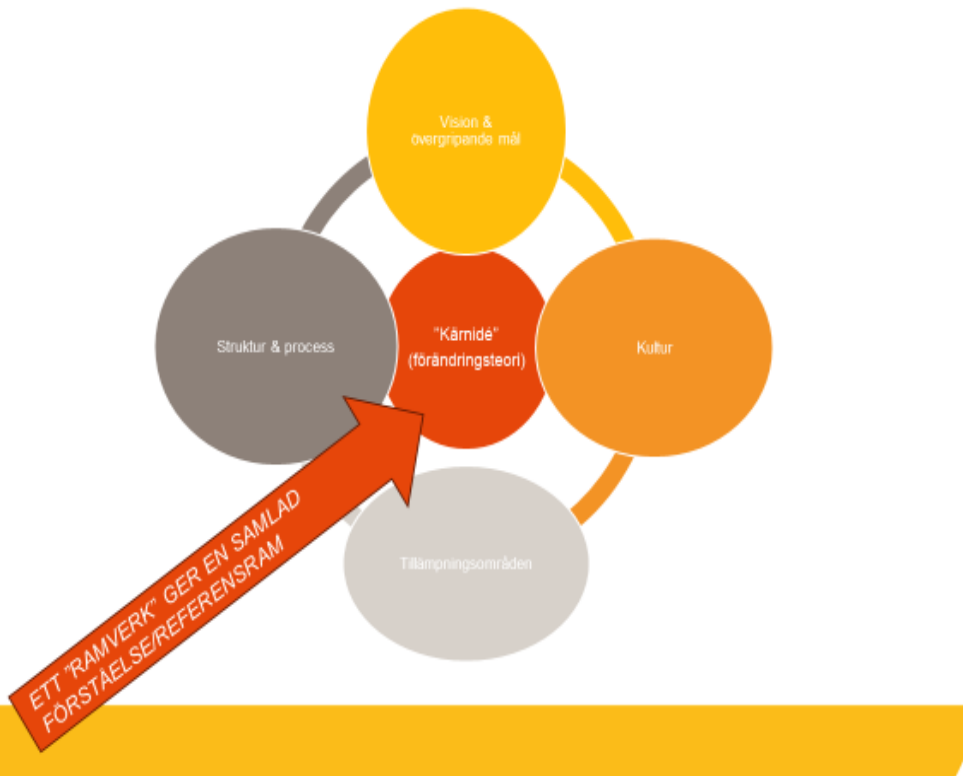 Vision &
övergripande mål
Struktur & process
"Kärnidé"
(förändringsteori)
Kultur
Tillämpningsområden
ETT "RAMVERK" GER EN SAMLAD
FÖRSTÅELSE/REFERENSRAM